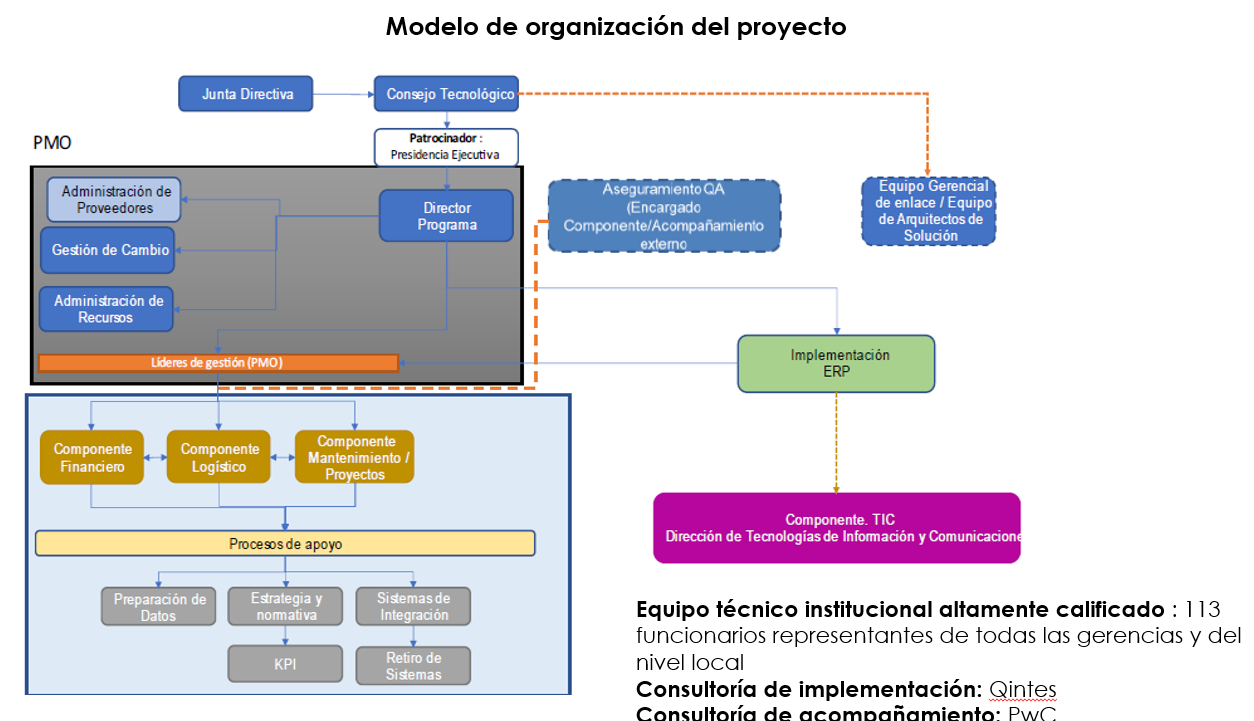 Modelo de organización del proyecto
Junta Directiva
Consejo Tecnológico
PMO
Patrocinador :
Presidencia Ejecutiva
Administración de
Proveedores
Director
Programa
Aseguramiento QA
(Encargado
Componente/Acompañamiento
externo
Equipo Gerencial
de enlace / Equipo
de Arquitectos de
Solución
Gestión de Cambio
Administración de
Recursos
Líderes de gestión (PMO)
Implementación
ERP
Componente
Financiero
Componente
Logístico
Componente
Mantenimiento /
Proyectos
Componente. TIC
Dirección de Tecnologías de Información y Comunicacione
Procesos de apoyo
Preparación de
Datos
Estrategia y
normativa
Sistemas de
Integración
KPI
Retiro de
Sistemas
Equipo técnico institucional altamente calificado : 113
funcionarios representantes de todas las gerencias y del
nivel local
Consultoría de implementación: Qintes
Consultoría de acompañamiento: PwC